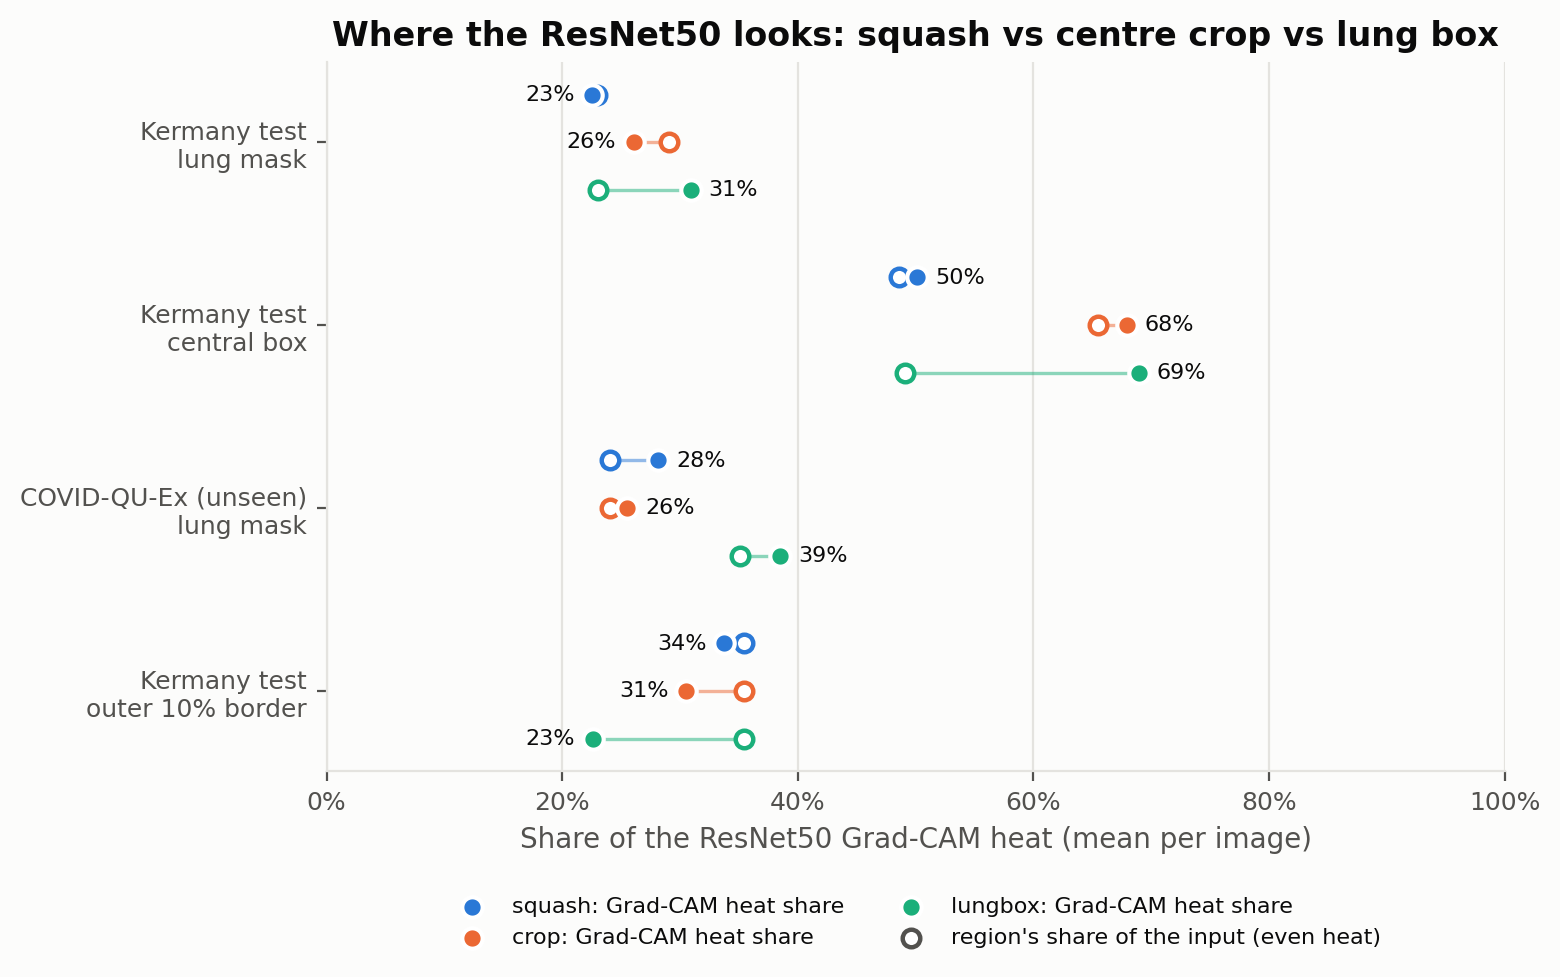 Where the ResNet50 looks: squash vs centre crop vs lung box
Kermany test
lung mask
23%
26%
31%
Kermany test
central box
50%
68%
69%
COVID-QU-Ex (unseen)
lung mask
28%
26%
39%
Kermany test
outer 10% border
34%
31%
23%
0% 20% 40% 60% 80% 100%
Share of the ResNet50 Grad-CAM heat (mean per image)
squash: Grad-CAM heat share
crop: Grad-CAM heat share
lungbox: Grad-CAM heat share
region's share of the input (even heat)